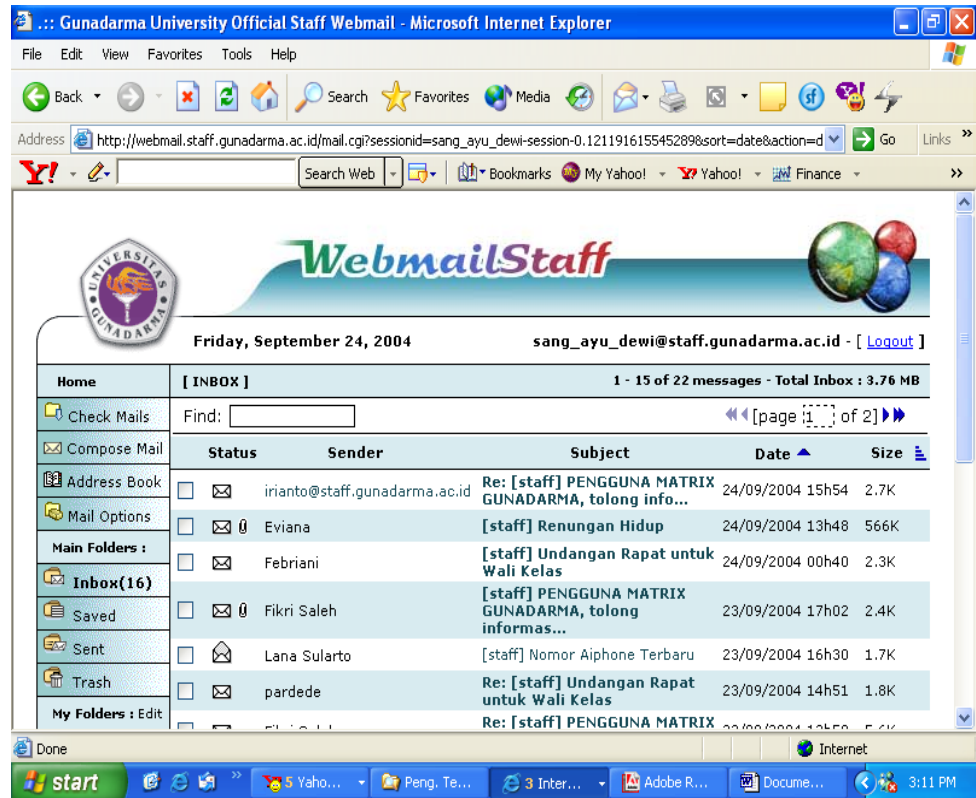 .:: Gunadarma University Official Staff Webmail - Microsoft Internet Explorer
File Edit View Favorites Tools Help
Back Search Favorites Media
Address http://webmail.staff.gunadarma.ac.id/mail.cgi?sessionid=sang_ayu_dewi-session-0.121191615545289&sort=date&action=d Go Links »
Y! Search Web Bookmarks My Yahoo! Yahoo! Finance »
UNIVERSITAS GUNADARMA
WebmailStaff
Friday, September 24, 2004 sang_ayu_dewi@staff.gunadarma.ac.id - [ Logout ]
Home [ INBOX ] 1 - 15 of 22 messages - Total Inbox : 3.76 MB
Check Mails Find: [page 1 of 2]
Compose Mail Status Sender Subject Date Size
Address Book irianto@staff.gunadarma.ac.id Re: [staff] PENGGUNA MATRIX 24/09/2004 15h54 2.7K
GUNADARMA, tolong info...
Mail Options Eviana [staff] Renungan Hidup 24/09/2004 13h48 566K
Main Folders : Febriani [staff] Undangan Rapat untuk 24/09/2004 00h40 2.3K
Wali Kelas
Inbox(16)
Saved Fikri Saleh [staff] PENGGUNA MATRIX 23/09/2004 17h02 2.4K
GUNADARMA, tolong
informas...
Sent Lana Sularto [staff] Nomor Aiphone Terbaru 23/09/2004 16h30 1.7K
Trash pardede Re: [staff] Undangan Rapat 23/09/2004 14h51 1.8K
untuk Wali Kelas
My Folders : Edit Re: [staff] PENGGUNA MATRIX
Done Internet
start » 5 Yaho... Peng. Te... 3 Inter... Adobe R... Docume... 3:11 PM